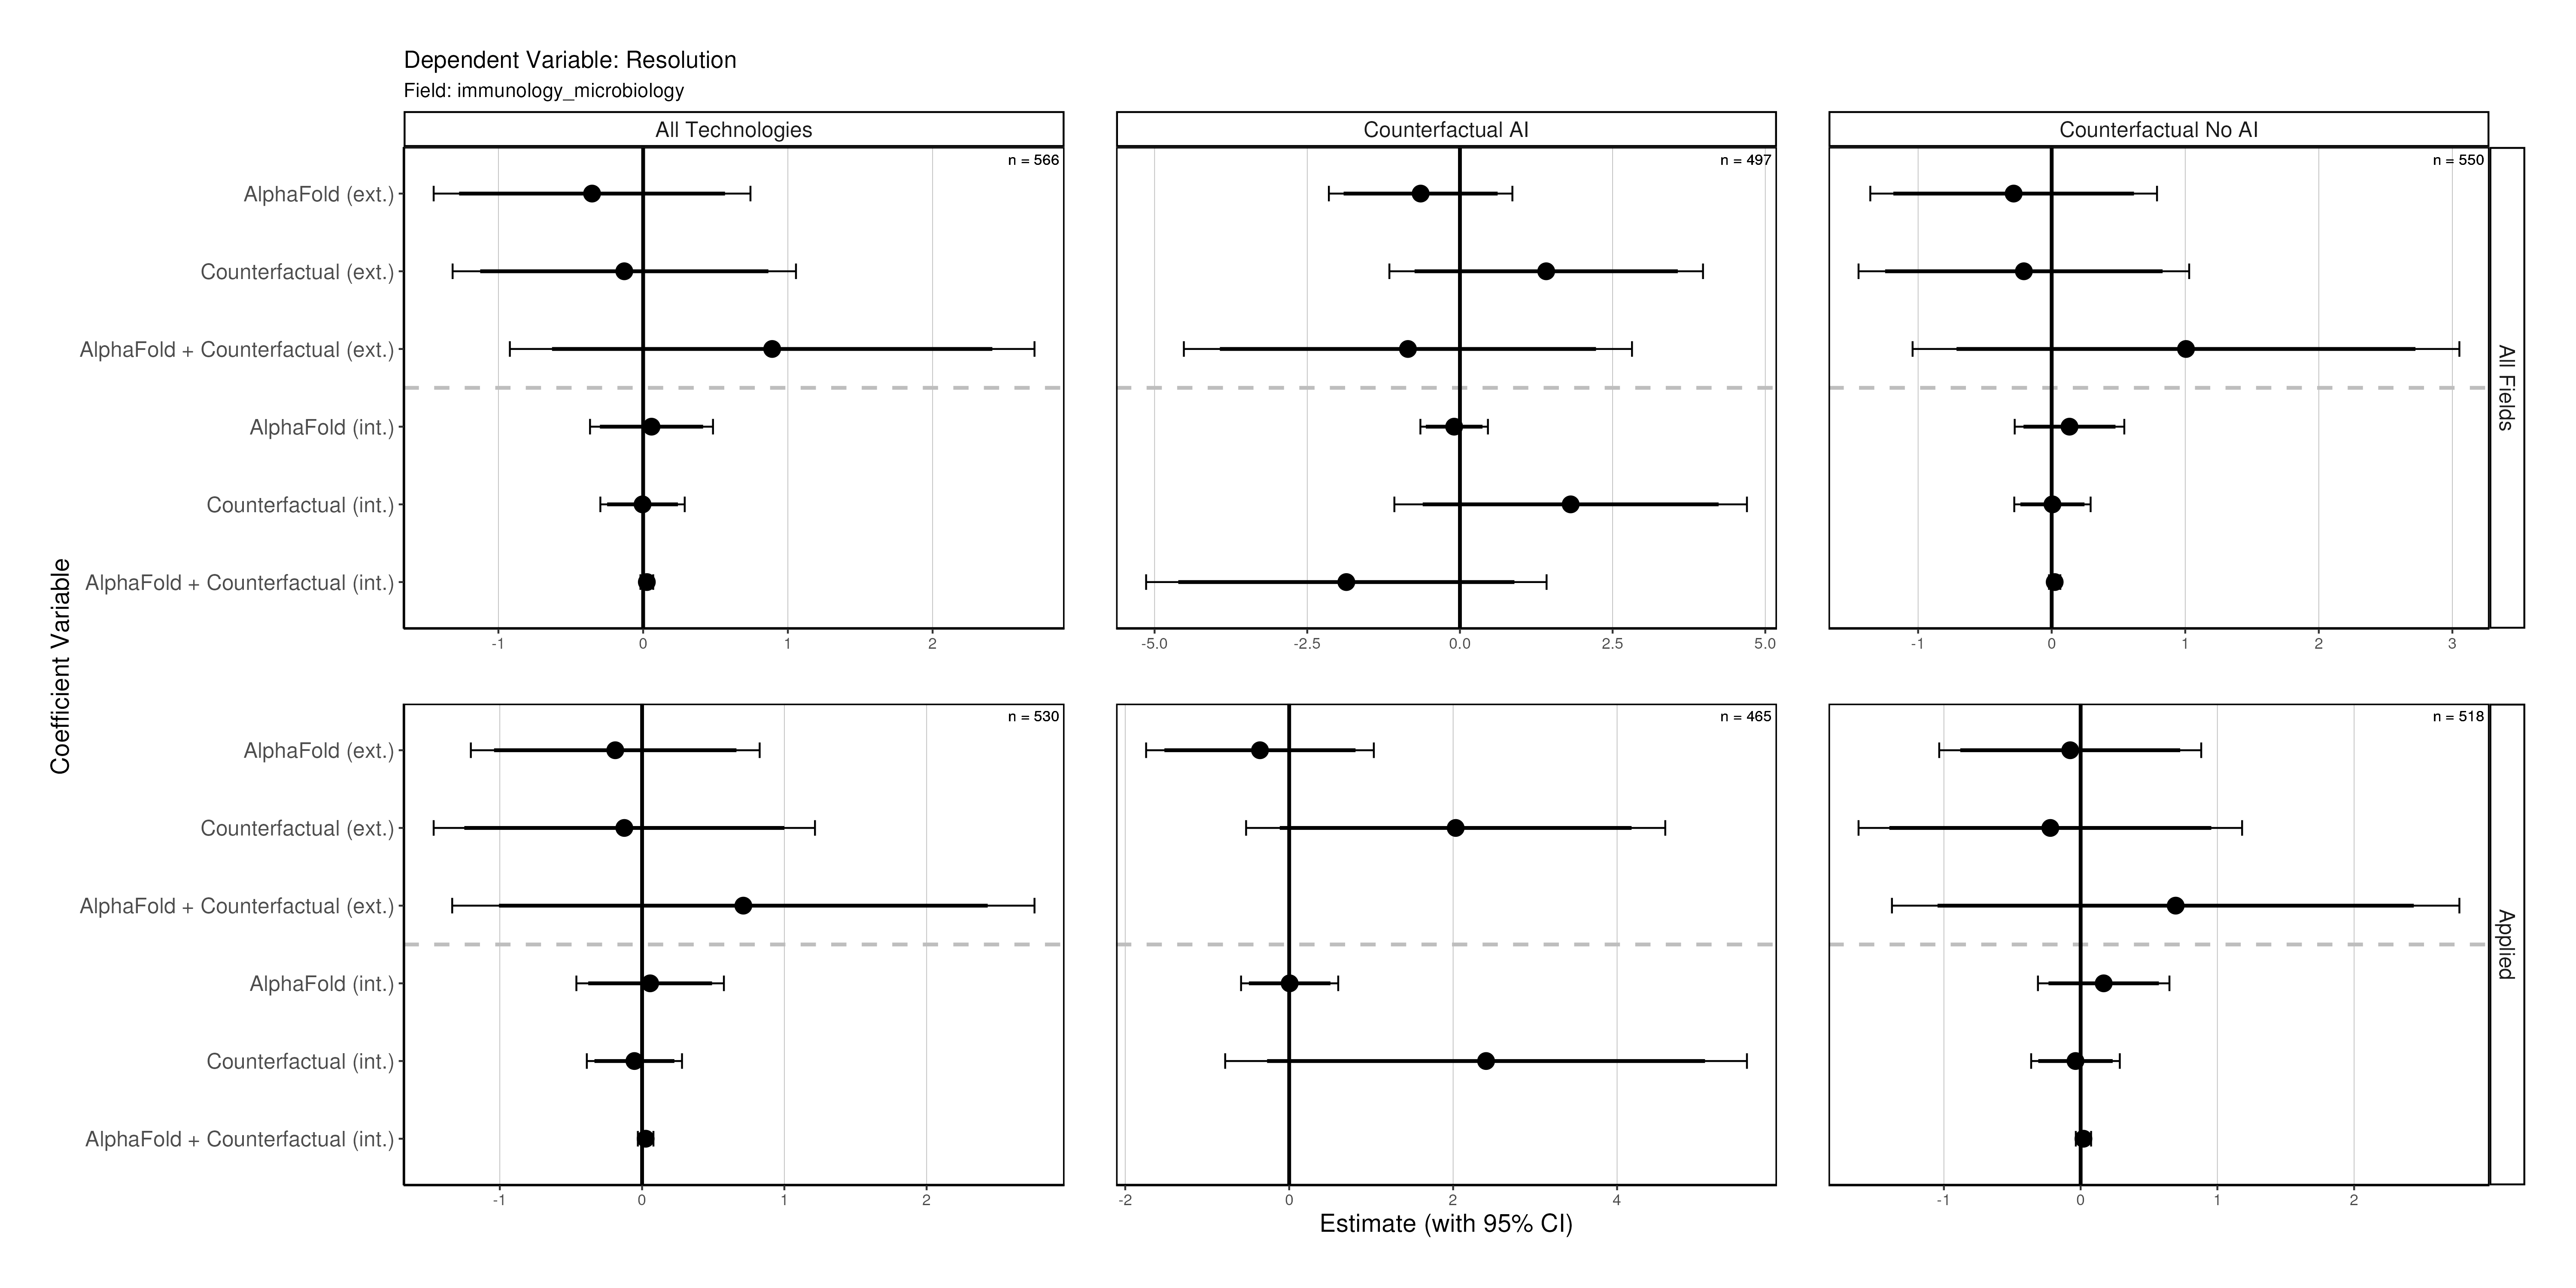 Dependent Variable: Resolution
Field: immunology_microbiology
All Technologies
Counterfactual AI
Counterfactual No AI
n = 566
n = 497
n = 550
AlphaFold (ext.)
Counterfactual (ext.)
AlphaFold + Counterfactual (ext.)
AlphaFold (int.)
Counterfactual (int.)
AlphaFold + Counterfactual (int.)
All Fields
-1 0 1 2
-5.0 -2.5 0.0 2.5 5.0
-1 0 1 2 3
Coefficient Variable
n = 530
n = 465
n = 518
AlphaFold (ext.)
Counterfactual (ext.)
AlphaFold + Counterfactual (ext.)
AlphaFold (int.)
Counterfactual (int.)
AlphaFold + Counterfactual (int.)
Applied
-1 0 1 2
-2 0 2 4
-1 0 1 2
Estimate (with 95% CI)